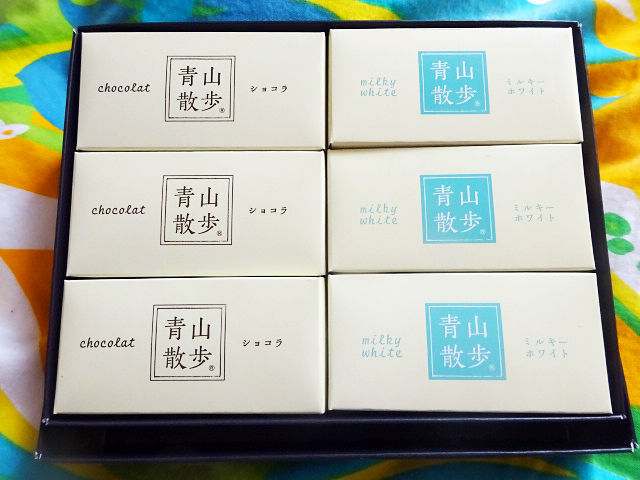 chocolat
青山
散歩®
ショコラ
milky
white
青山
散歩®
ミルキー
ホワイト
chocolat
青山
散歩®
ショコラ
milky
white
青山
散歩®
ミルキー
ホワイト
chocolat
青山
散歩®
ショコラ
milky
white
青山
散歩®
ミルキー
ホワイト